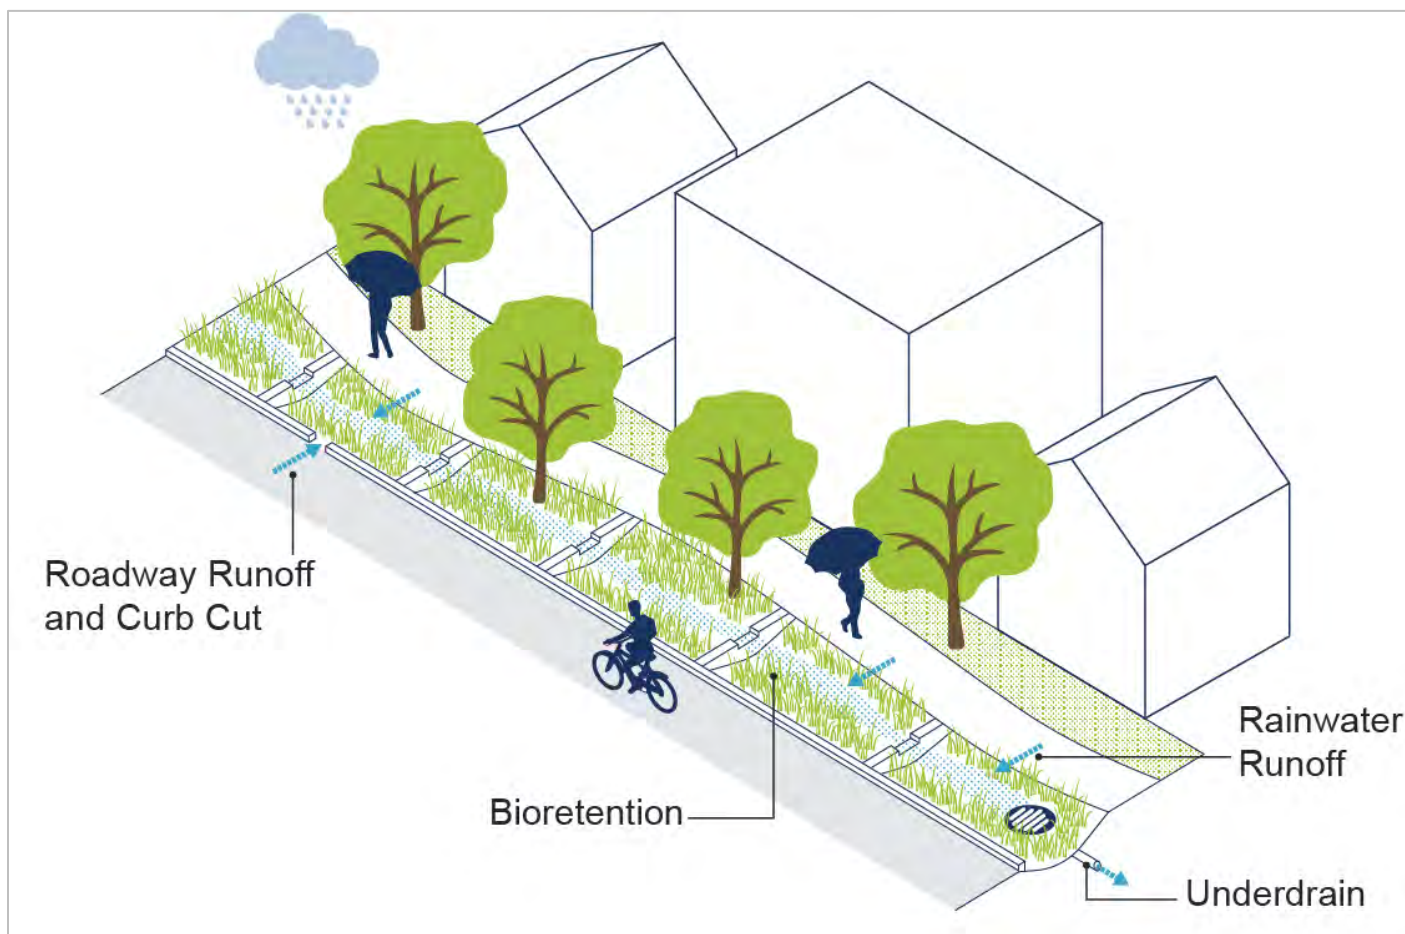 Roadway Runoff
and Curb Cut
Bioretention
Rainwater
Runoff
Underdrain